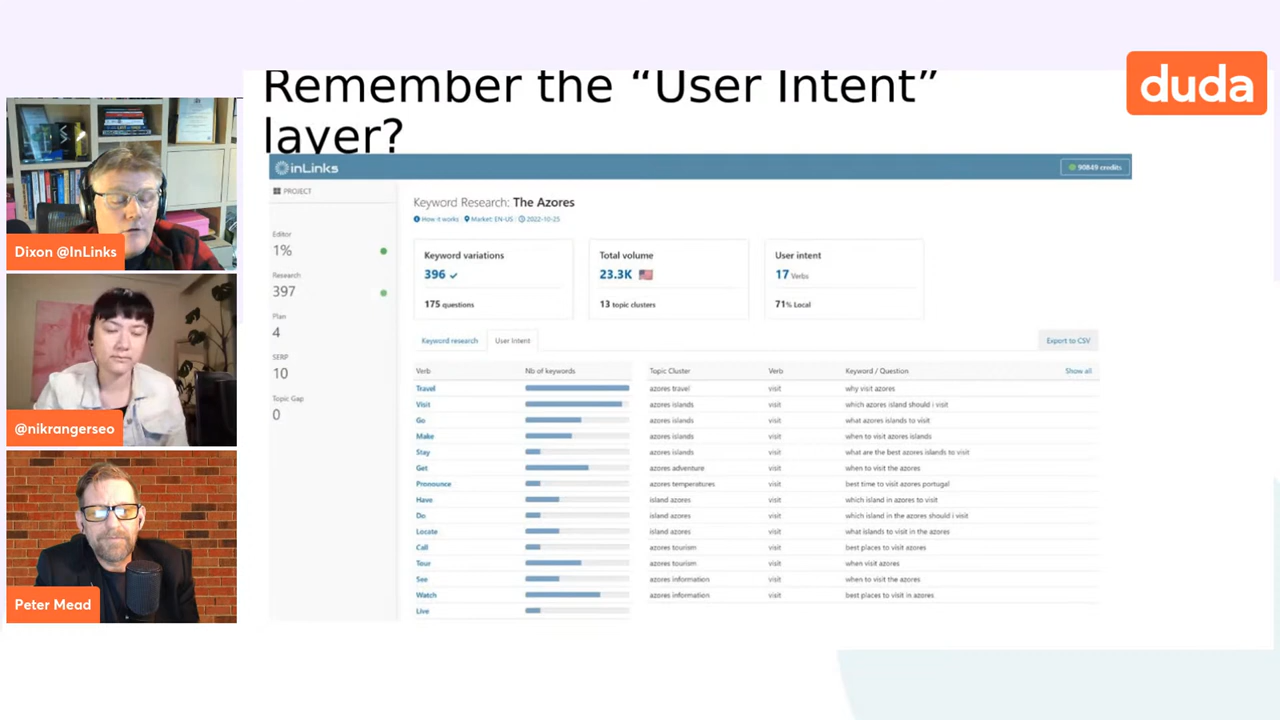 Remember the “User Intent”
layer?
duda
inLinks
90849 credits
PROJECT
Editor
1%
Research
397
Plan
4
SERP
10
Topic Gap
0
Keyword Research: The Azores
How it works Market: EN-US 2022-10-25
Keyword variations
396
175 questions
Total volume
23.3K
13 topic clusters
User intent
17 Verbs
71% Local
Keyword research User Intent Export to CSV
Verb Nb of keywords Topic Cluster Verb Keyword / Question Show all
Travel azores travel visit why visit azores
Visit azores islands visit which azores island should i visit
Go azores islands visit what azores islands to visit
Make azores islands visit when to visit azores islands
Stay azores islands visit what are the best azores islands to visit
Get azores adventure visit when to visit the azores
Pronounce azores temperatures visit best time to visit azores portugal
Have island azores visit which island in azores to visit
Do island azores visit which island in the azores should i visit
Locate island azores visit what islands to visit in the azores
Call azores tourism visit best places to visit azores
Tour azores tourism visit when visit azores
See azores information visit when to visit the azores
Watch azores information visit best places to visit in azores
Live
Dixon @InLinks
@nikrangerseo
Peter Mead